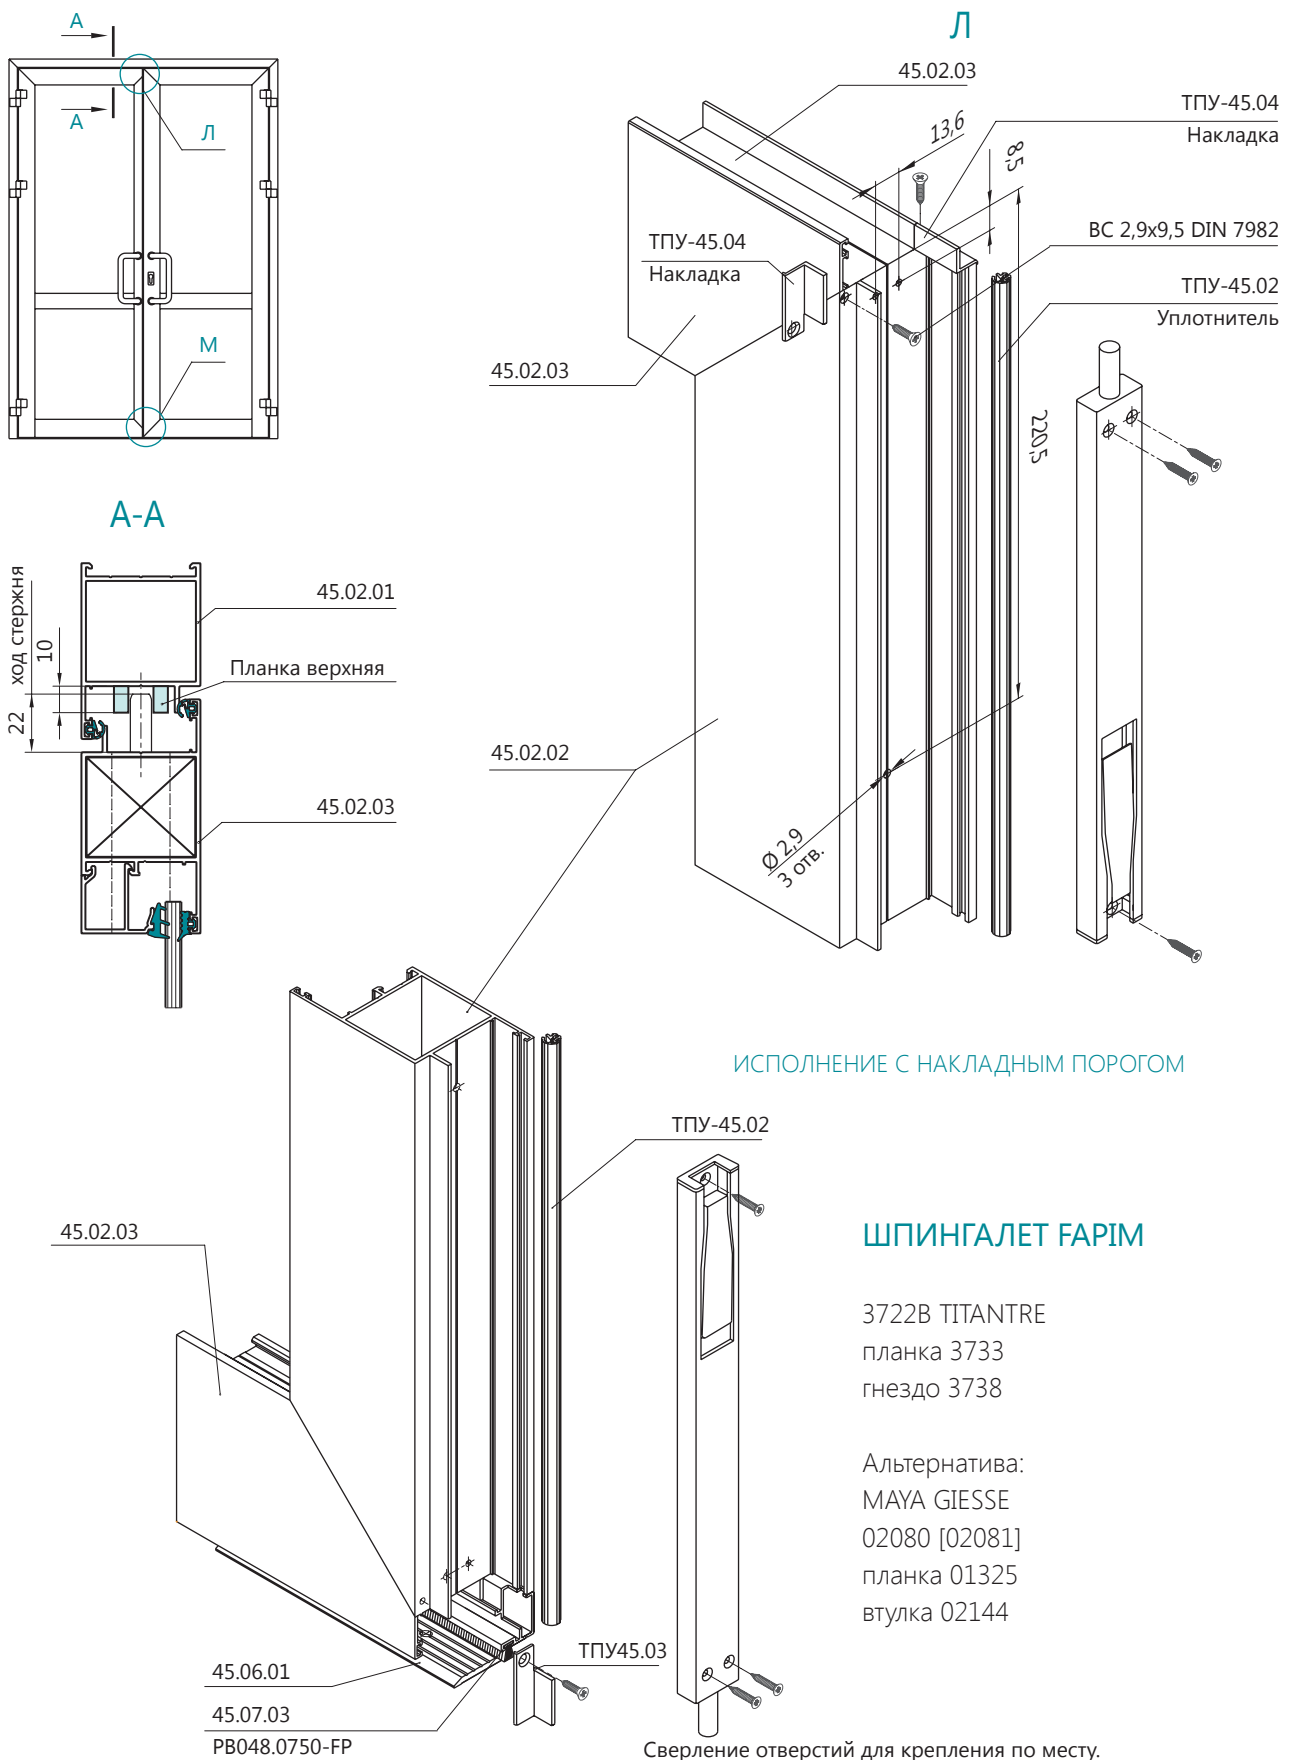 А
А
Л
М
Л
45.02.03
ТПУ-45.04
Накладка
13,6
8,5
ТПУ-45.04
Накладка
ВС 2,9х9,5 DIN 7982
ТПУ-45.02
Уплотнитель
45.02.03
220,5
А-А
ход стержня
10
22
45.02.01
Планка верхняя
45.02.03
45.02.02
Ø 2,9
3 отв.
ИСПОЛНЕНИЕ С НАКЛАДНЫМ ПОРОГОМ
ТПУ-45.02
45.02.03
ШПИНГАЛЕТ FAPIM
3722B TITANTRE
планка 3733
гнездо 3738
Альтернатива:
MAYA GIESSE
02080 [02081]
планка 01325
втулка 02144
45.06.01
45.07.03
PB048.0750-FP
ТПУ45.03
Сверление отверстий для крепления по месту.